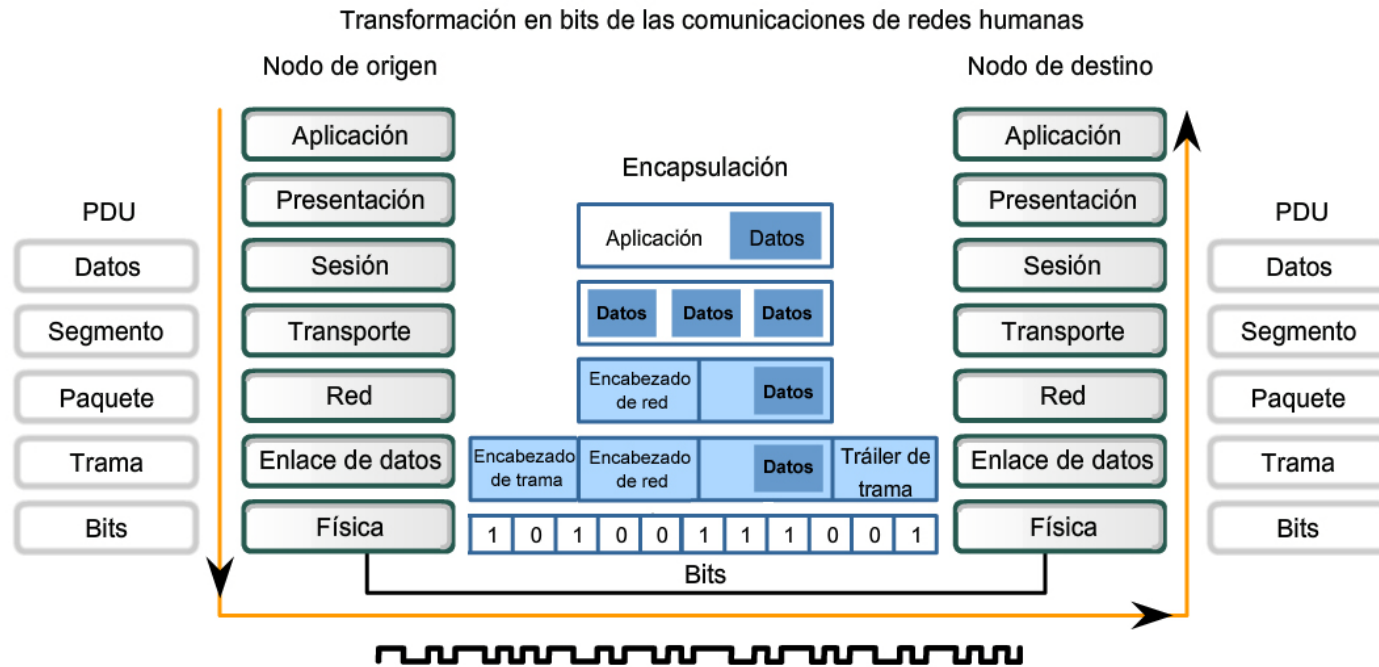 Transformación en bits de las comunicaciones de redes humanas
Nodo de origen
Nodo de destino
PDU
Datos
Segmento
Paquete
Trama
Bits
Aplicación
Presentación
Sesión
Transporte
Red
Enlace de datos
Física
Encapsulación
Aplicación Datos
Datos Datos Datos
Encabezado
de red
Datos
Encabezado
de trama
Encabezado
de red
Datos
Tráiler de
trama
1 0 1 0 0 1 1 1 0 0 1
Bits
Aplicación
Presentación
Sesión
Transporte
Red
Enlace de datos
Física
PDU
Datos
Segmento
Paquete
Trama
Bits